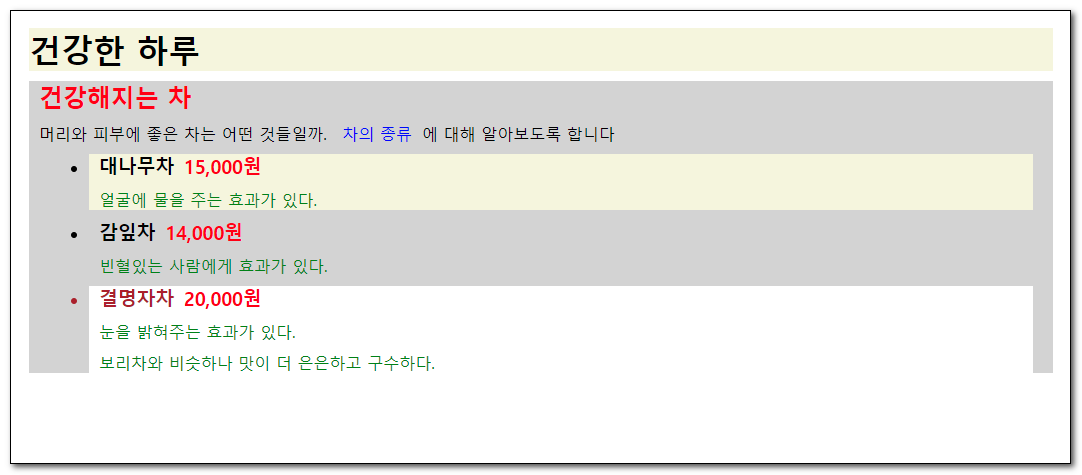 건강한 하루
건강해지는 차
머리와 피부에 좋은 차는 어떤 것들일까. 차의 종류 에 대해 알아보도록 합니다
대나무차 15,000원
얼굴에 물을 주는 효과가 있다.
감잎차 14,000원
빈혈있는 사람에게 효과가 있다.
결명자차 20,000원
눈을 밝혀주는 효과가 있다.
보리차와 비슷하나 맛이 더 은은하고 구수하다.